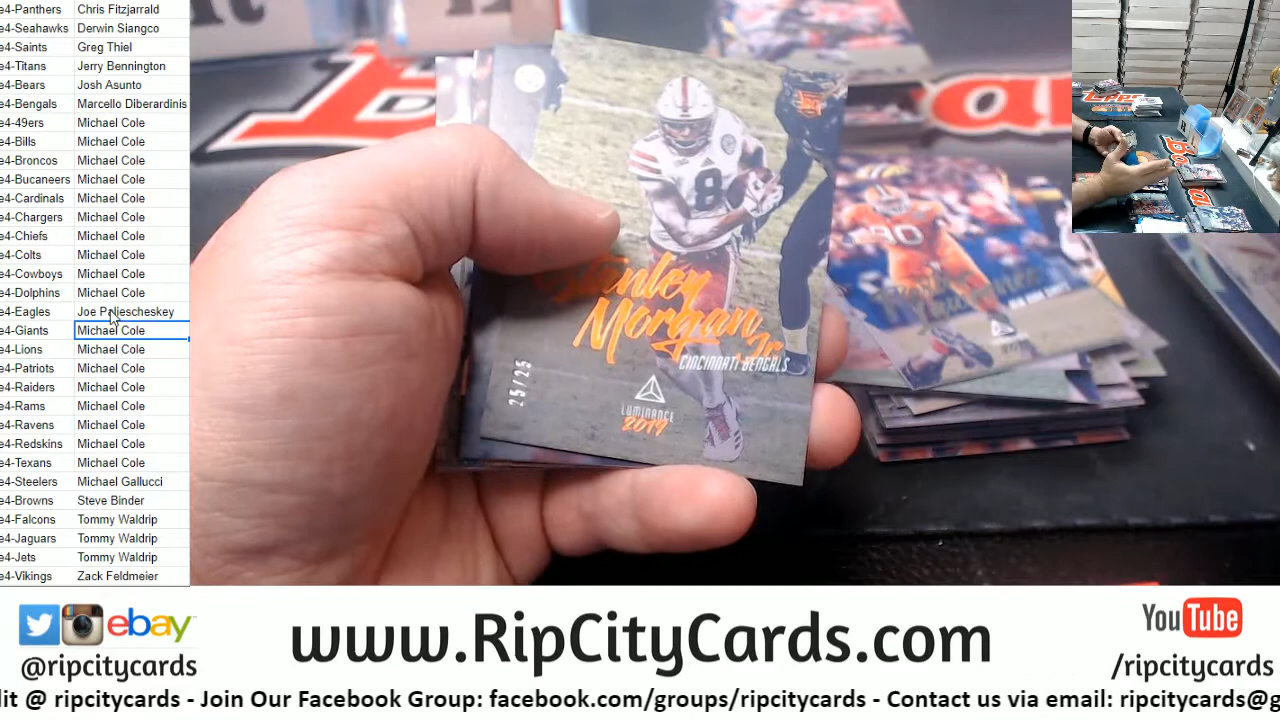 e4-Panthers Chris Fitzjarrald
e4-Seahawks Derwin Siangco
e4-Saints Greg Thiel
e4-Titans Jerry Bennington
e4-Bears Josh Asunto
e4-Bengals Marcello Diberardinis
e4-49ers Michael Cole
e4-Bills Michael Cole
e4-Broncos Michael Cole
e4-Bucaneers Michael Cole
e4-Cardinals Michael Cole
e4-Chargers Michael Cole
e4-Chiefs Michael Cole
e4-Colts Michael Cole
e4-Cowboys Michael Cole
e4-Dolphins Michael Cole
e4-Eagles Joe
e4-Giants Michael Cole
e4-Lions Michael Cole
e4-Patriots Michael Cole
e4-Raiders Michael Cole
e4-Rams Michael Cole
e4-Ravens Michael Cole
e4-Redskins Michael Cole
e4-Texans Michael Cole
e4-Steelers Michael Gallucci
e4-Browns Steve Binder
e4-Falcons Tommy Waldrip
e4-Jaguars Tommy Waldrip
e4-Jets Tommy Waldrip
e4-Vikings Zack Feldmeier
8
Stanley
Morgan Jr
CINCINNATI BENGALS
25/25
LUMINANCE
2019
90
ebay
@ripcitycards
www.RipCityCards.com
YouTube
/ripcitycards
dit @ ripcitycards - Join Our Facebook Group: facebook.com/groups/ripcitycards - Contact us via email: ripcitycards@g